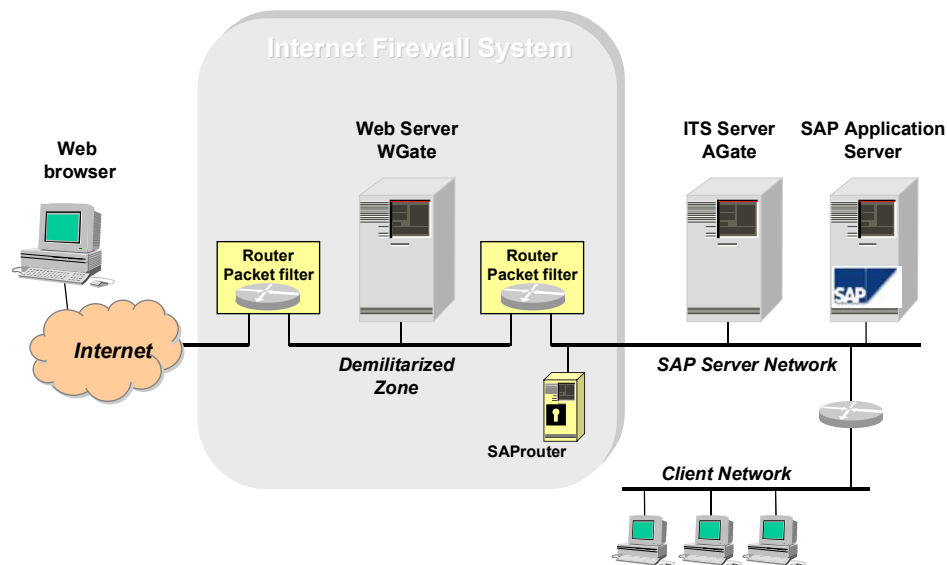 Internet Firewall System
Web Server
WGate
ITS Server
AGate
SAP Application
Server
Web
browser
Router
Packet filter
Router
Packet filter
SAP
Internet
Demilitarized
Zone
SAP Server Network
SAProuter
Client Network